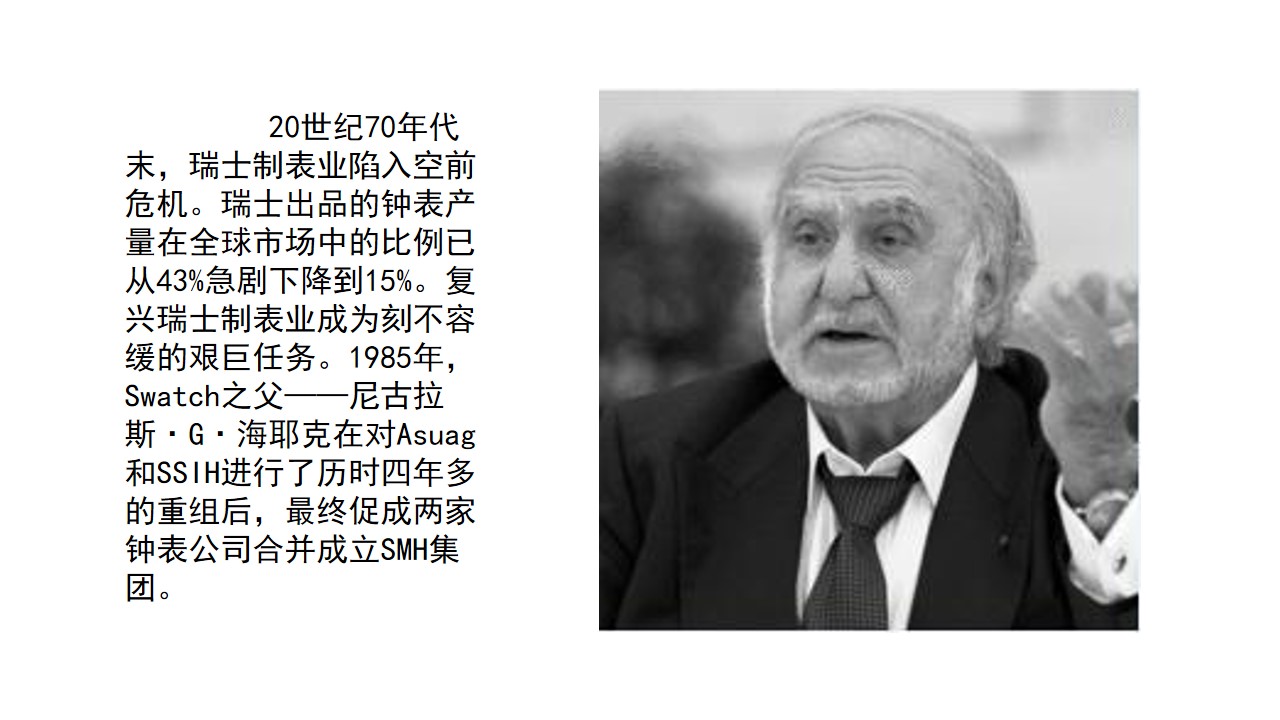 20世纪70年代
末，瑞士制表业陷入空前
危机。瑞士出品的钟表产
量在全球市场中的比例已
从43%急剧下降到15%。复
兴瑞士制表业成为刻不容
缓的艰巨任务。1985年，
Swatch之父——尼古拉
斯·G·海耶克在对Asuag
和SSIH进行了历时四年多
的重组后，最终促成两家
钟表公司合并成立SMH集
团。